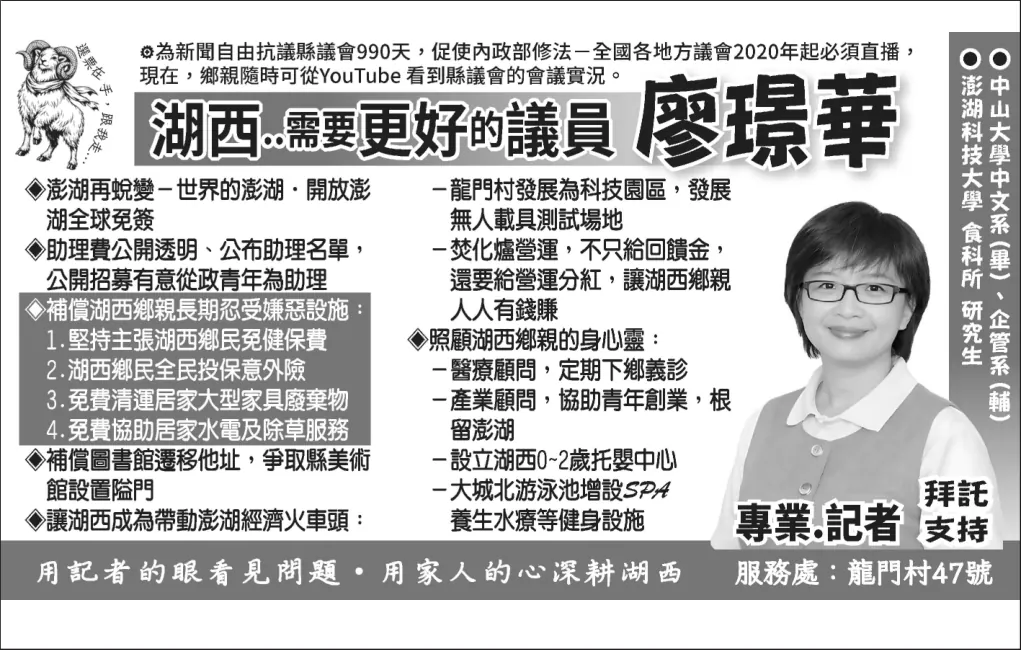 選票在手，跟我走…
⚙為新聞自由抗議縣議會990天，促使內政部修法－全國各地方議會2020年起必須直播，
現在，鄉親隨時可從YouTube 看到縣議會的會議實況。
湖西..需要更好的議員 廖璟華
◈澎湖再蛻變－世界的澎湖．開放澎
湖全球免簽
◈助理費公開透明、公布助理名單，
公開招募有意從政青年為助理
◈補償湖西鄉親長期忍受嫌惡設施：
1.堅持主張湖西鄉民免健保費
2.湖西鄉民全民投保意外險
3.免費清運居家大型家具廢棄物
4.免費協助居家水電及除草服務
◈補償圖書館遷移他址，爭取縣美術
館設置隘門
◈讓湖西成為帶動澎湖經濟火車頭：
－龍門村發展為科技園區，發展
無人載具測試場地
－焚化爐營運，不只給回饋金，
還要給營運分紅，讓湖西鄉親
人人有錢賺
◈照顧湖西鄉親的身心靈：
－醫療顧問，定期下鄉義診
－產業顧問，協助青年創業，根
留澎湖
－設立湖西0~2歲托嬰中心
－大城北游泳池增設SPA
養生水療等健身設施
●中山大學中文系(畢)、企管系(輔)
●澎湖科技大學 食科所 研究生
專業.記者
拜託
支持
用記者的眼看見問題・用家人的心深耕湖西
服務處：龍門村47號